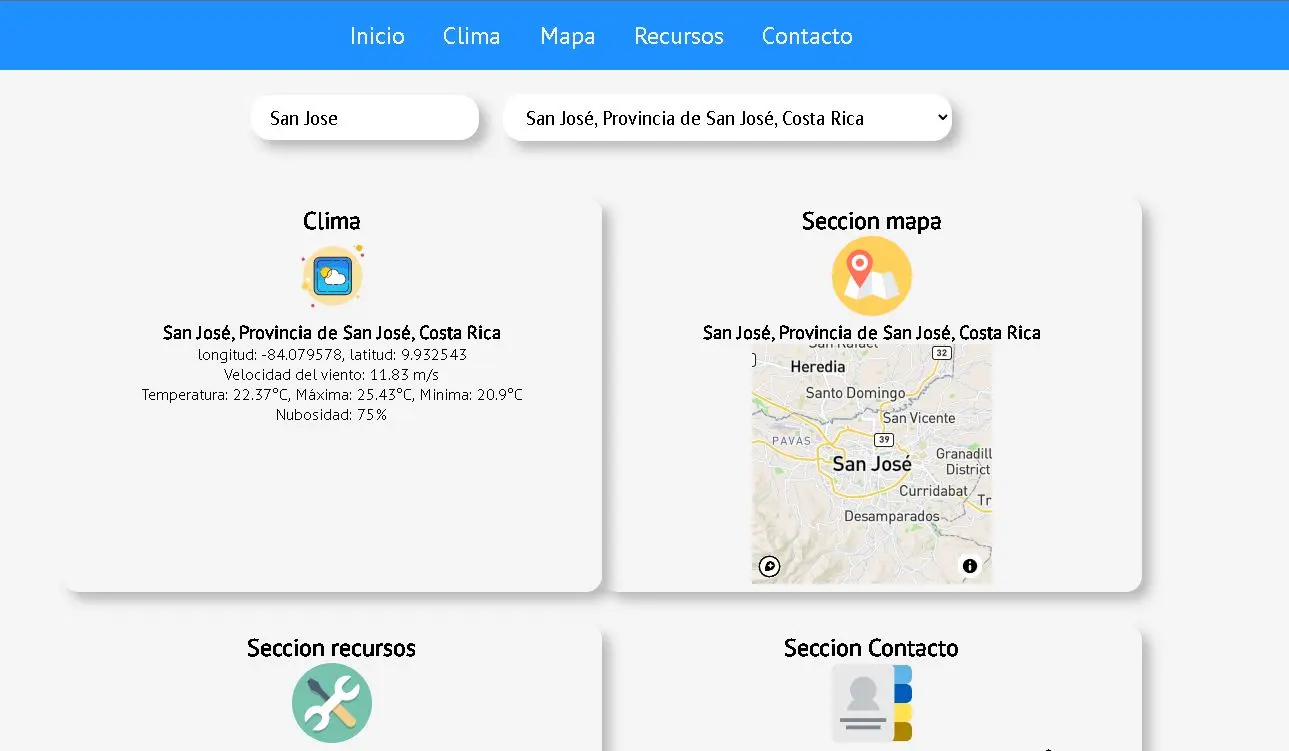 Inicio Clima Mapa Recursos Contacto
San Jose
San José, Provincia de San José, Costa Rica
Clima
San José, Provincia de San José, Costa Rica
longitud: -84.079578, latitud: 9.932543
Velocidad del viento: 11.83 m/s
Temperatura: 22.37°C, Máxima: 25.43°C, Minima: 20.9°C
Nubosidad: 75%
Seccion mapa
San José, Provincia de San José, Costa Rica
San Rafael
32
Heredia
Santo Domingo
San Vicente
PAVAS
39
San José
Granadill
District
Curridabat
Tr
Desamparados
Seccion recursos
Seccion Contacto